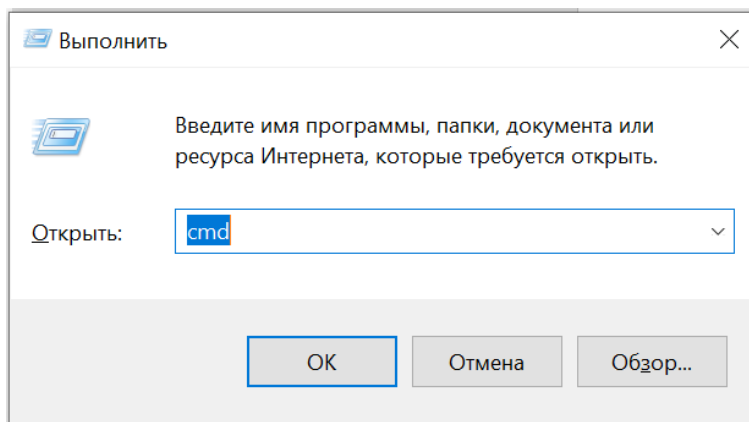 Выполнить
Введите имя программы, папки, документа или
ресурса Интернета, которые требуется открыть.
Открыть: cmd
OK Отмена Обзор...